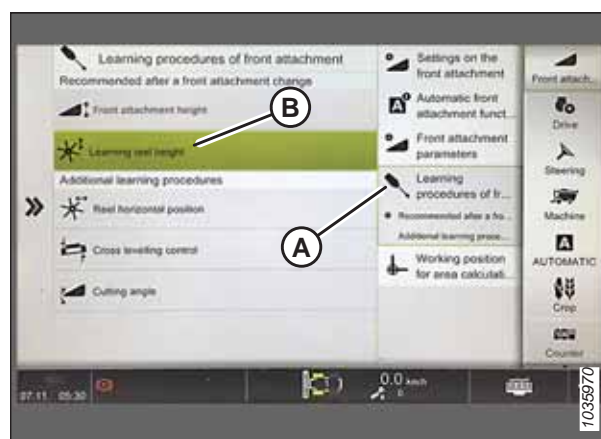 Learning procedures of front attachment
Recommended after a front attachment change
Front attachment height
Learning reel height
Additional learning procedures
Reel horizontal position
Cross levelling control
Cutting angle
B
A
Settings on the
front attachment
Automatic front
attachment funct...
Front attachment
parameters
Learning
procedures of fr...
Recommended after a fro...
Additional learning proce...
Working position
for area calculati...
Front attach...
Drive
Steering
Machine
A
AUTOMATIC
Crop
Counter
07.11. 05:30
0.0 km/h
0
1035970